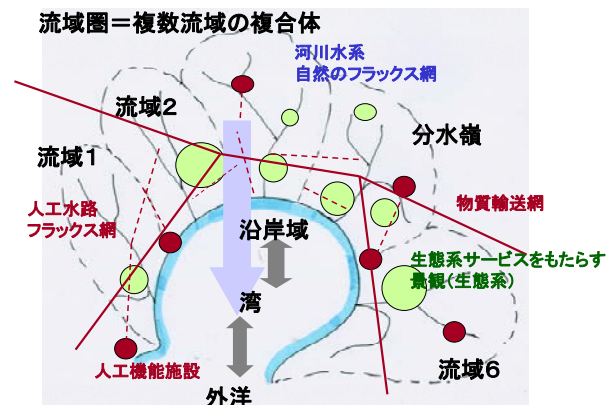 流域圏＝複数流域の複合体
河川水系
自然のフラックス網
流域2
分水嶺
流域1
人工水路
フラックス網
物質輸送網
沿岸域
生態系サービスをもたらす
景観（生態系）
湾
人工機能施設
流域6
外洋